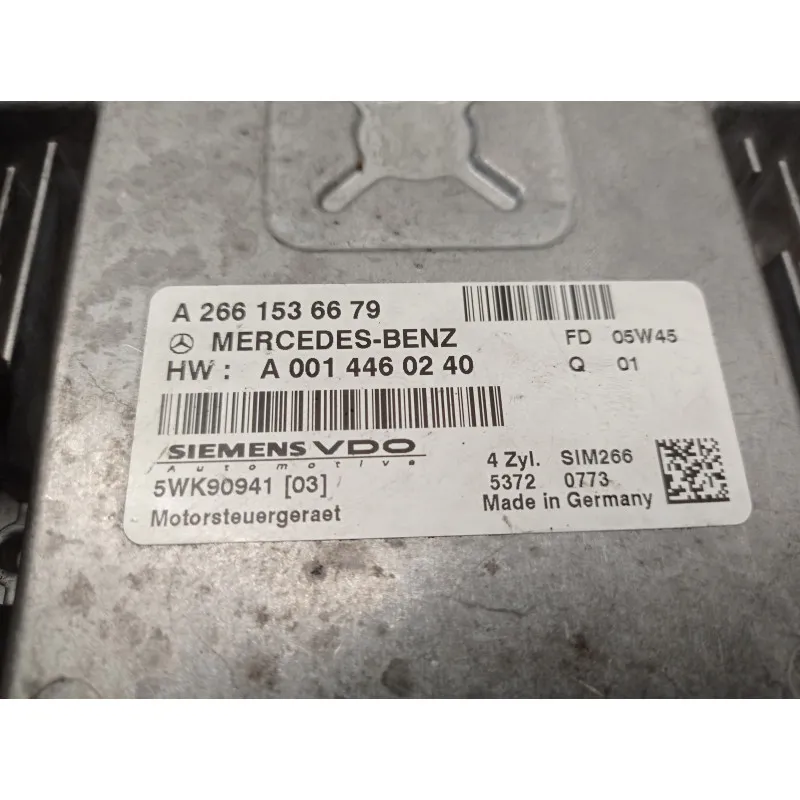 A 266 153 66 79
MERCEDES-BENZ FD 05W45
HW : A 001 446 02 40 Q 01
SIEMENS VDO
Automotive
4 Zyl. SIM266
5WK90941 [03] 5372 0773
Motorsteuergeraet Made in Germany